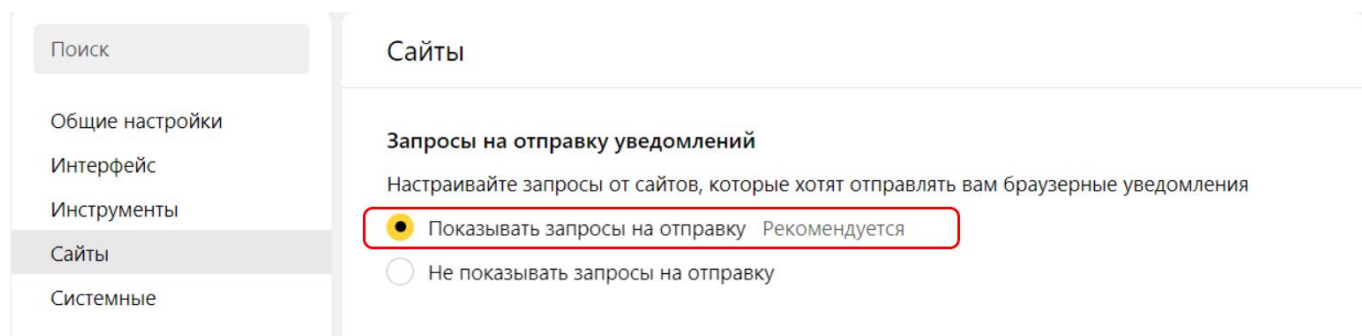 Поиск
Общие настройки
Интерфейс
Инструменты
Сайты
Системные
Сайты
Запросы на отправку уведомлений
Настраивайте запросы от сайтов, которые хотят отправлять вам браузерные уведомления
Показывать запросы на отправку Рекомендуется
Не показывать запросы на отправку